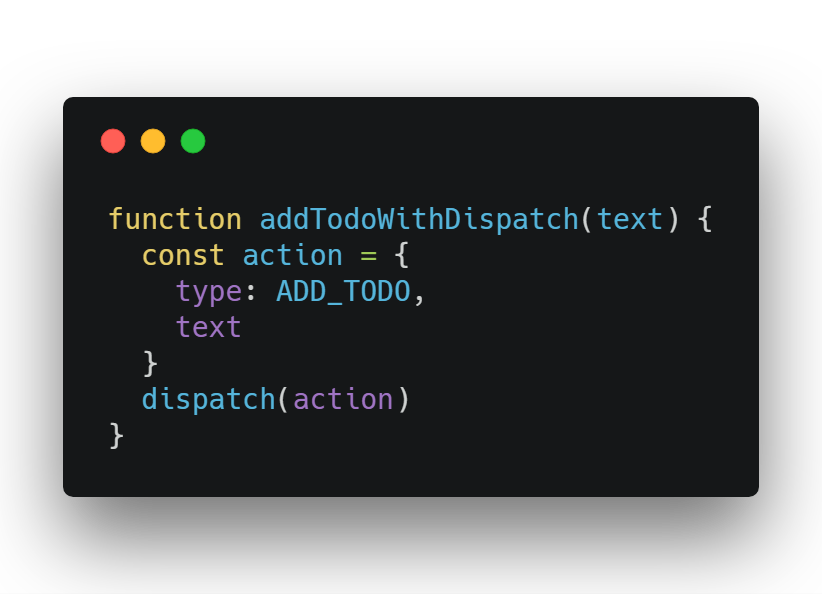 function addTodoWithDispatch(text) {
  const action = {
    type: ADD_TODO,
    text
  }
  dispatch(action)
}